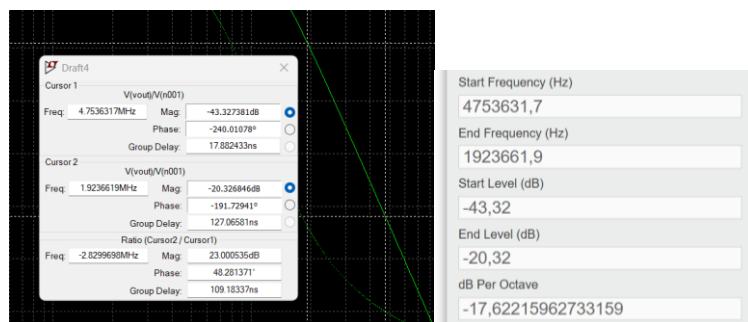 Draft4
Cursor 1
V(vout)/V(n001)
Freq: 4.7536317MHz Mag: -43.327381dB
Phase: -240.01078°
Group Delay: 17.882433ns
Cursor 2
V(vout)/V(n001)
Freq: 1.9236619MHz Mag: -20.326846dB
Phase: -191.72941°
Group Delay: 127.06581ns
Ratio (Cursor2 / Cursor1)
Freq: -2.8299698MHz Mag: 23.000535dB
Phase: 48.281371°
Group Delay: 109.18337ns
Start Frequency (Hz)
4753631,7
End Frequency (Hz)
1923661,9
Start Level (dB)
-43,32
End Level (dB)
-20,32
dB Per Octave
-17,62215962733159